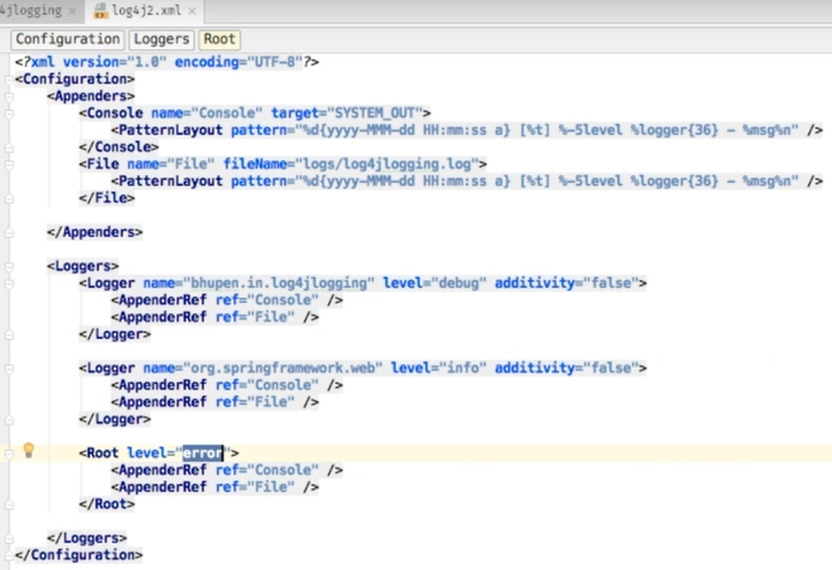 4jlogging × log4j2.xml ×
Configuration Loggers Root
<?xml version="1.0" encoding="UTF-8"?>
<Configuration>
    <Appenders>
        <Console name="Console" target="SYSTEM_OUT">
            <PatternLayout pattern="%d{yyyy-MMM-dd HH:mm:ss a} [%t] %-5level %logger{36} - %msg%n" />
        </Console>
        <File name="File" fileName="logs/log4jlogging.log">
            <PatternLayout pattern="%d{yyyy-MMM-dd HH:mm:ss a} [%t] %-5level %logger{36} - %msg%n" />
        </File>
    </Appenders>
    <Loggers>
        <Logger name="bhupen.in.log4jlogging" level="debug" additivity="false">
            <AppenderRef ref="Console" />
            <AppenderRef ref="File" />
        </Logger>
        <Logger name="org.springframework.web" level="info" additivity="false">
            <AppenderRef ref="Console" />
            <AppenderRef ref="File" />
        </Logger>
        <Root level="error">
            <AppenderRef ref="Console" />
            <AppenderRef ref="File" />
        </Root>
    </Loggers>
</Configuration>